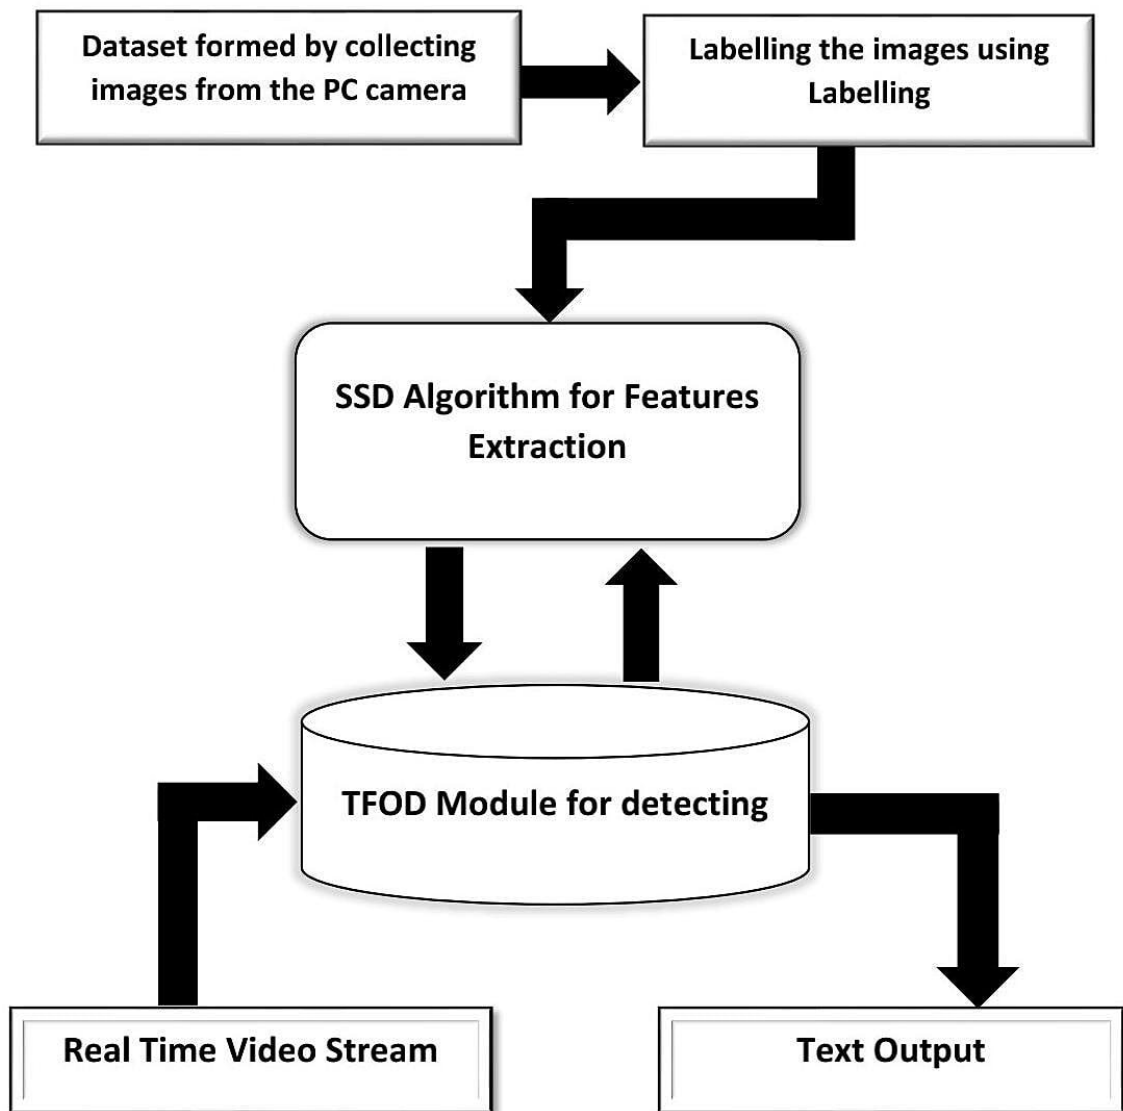 Dataset formed by collecting
images from the PC camera
Labelling the images using
Labelling
SSD Algorithm for Features
Extraction
TFOD Module for detecting
Real Time Video Stream
Text Output